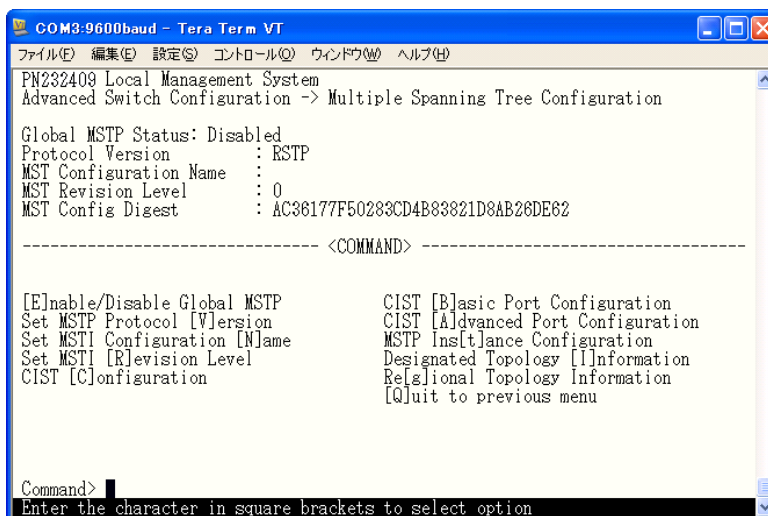 COM3:9600baud - Tera Term VT
ファイル(F) 編集(E) 設定(S) コントロール(O) ウィンドウ(W) ヘルプ(H)
PN232409 Local Management System
Advanced Switch Configuration -> Multiple Spanning Tree Configuration
Global MSTP Status: Disabled
Protocol Version : RSTP
MST Configuration Name :
MST Revision Level : 0
MST Config Digest : AC36177F50283CD4B83821D8AB26DE62
-------------------------------- <COMMAND> -----------------------------------
[E]nable/Disable Global MSTP CIST [B]asic Port Configuration
Set MSTP Protocol [V]ersion CIST [A]dvanced Port Configuration
Set MSTI Configuration [N]ame MSTP Ins[t]ance Configuration
Set MSTI [R]evision Level Designated Topology [I]nformation
CIST [C]onfiguration Re[g]ional Topology Information
[Q]uit to previous menu
Command>
Enter the character in square brackets to select option